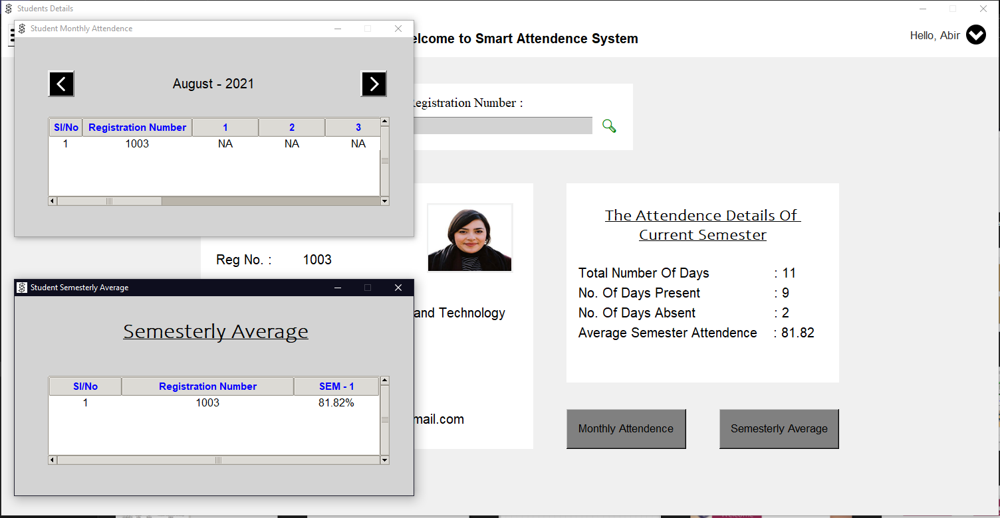 Students Details
Student Monthly Attendence
elcome to Smart Attendence System
Hello, Abir
August - 2021
Sl/No Registration Number 1 2 3
1 1003 NA NA NA
Registration Number :
The Attendence Details Of
Current Semester
Reg No. : 1003
Total Number Of Days : 11
No. Of Days Present : 9
No. Of Days Absent : 2
Average Semester Attendence : 81.82
Student Semesterly Average
and Technology
Semesterly Average
Sl/No Registration Number SEM - 1
1 1003 81.82%
mail.com
Monthly Attendence
Semesterly Average
Welcome